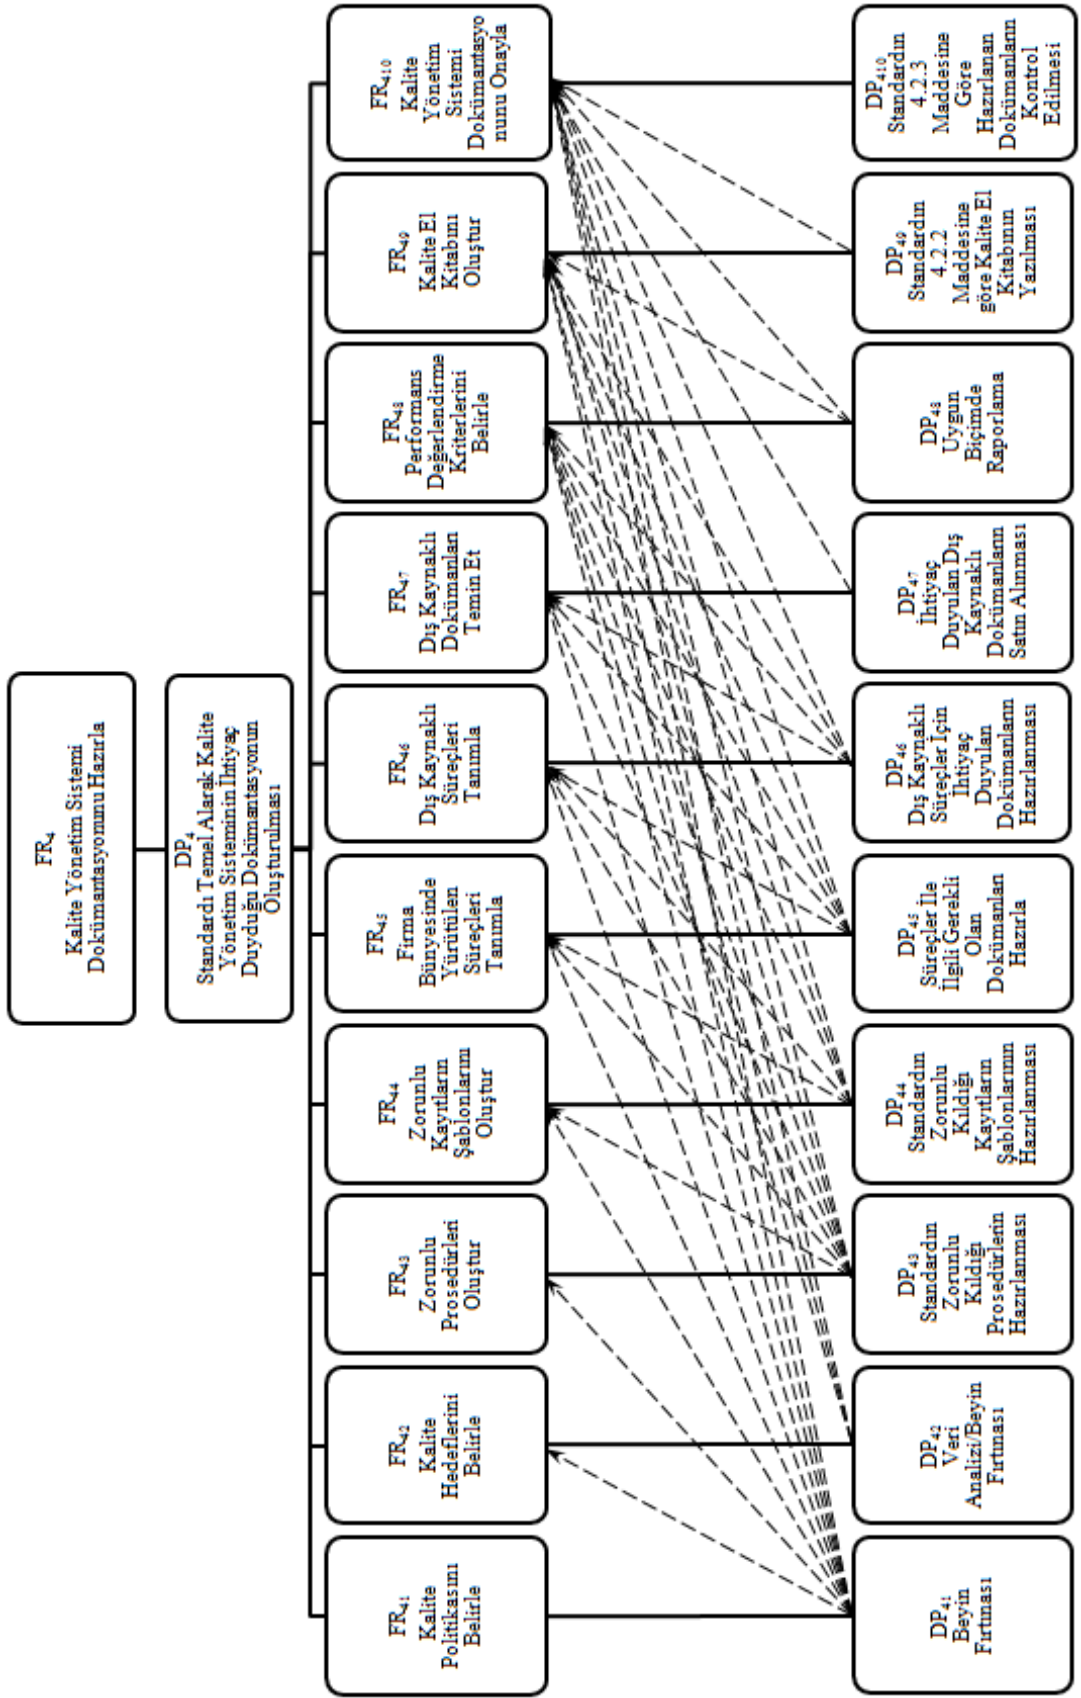 FR4
Kalite Yönetim Sistemi
Dokümantasyonunu Hazırla
DP4
Standardı Temel Alarak Kalite
Yönetim Sisteminin İhtiyaç
Duyduğu Dokümantasyonun
Oluşturulması
FR41
Kalite
Politikasını
Belirle
FR42
Kalite
Hedeflerini
Belirle
FR43
Zorunlu
Prosedürleri
Oluştur
FR44
Zorunlu
Kayıtların
Şablonlarını
Oluştur
FR45
Firma
Bünyesinde
Yürütülen
Süreçleri
Tanımla
FR46
Dış Kaynaklı
Süreçleri
Tanımla
FR47
Dış Kaynaklı
Dokümanları
Temin Et
FR48
Performans
Değerlendirme
Kriterlerini
Belirle
FR49
Kalite El
Kitabını
Oluştur
FR410
Kalite
Yönetim
Sistemi
Dokümantasyo
nunu Onayla
DP41
Beyin
Fırtınası
DP42
Veri
Analizi/Beyin
Fırtınası
DP43
Standardın
Zorunlu
Kıldığı
Prosedürlerin
Hazırlanması
DP44
Standardın
Zorunlu
Kıldığı
Kayıtların
Şablonlarının
Hazırlanması
DP45
Süreçler İle
İlgili Gerekli
Olan
Dokümanları
Hazırla
DP46
Dış Kaynaklı
Süreçler İçin
İhtiyaç
Duyulan
Dokümanların
Hazırlanması
DP47
İhtiyaç
Duyulan Dış
Kaynaklı
Dokümanların
Satın Alınması
DP48
Uygun
Biçimde
Raporlama
DP49
Standardın
4.2.2
Maddesine
göre Kalite El
Kitabının
Yazılması
DP410
Standardın
4.2.3
Maddesine
Göre
Hazırlanan
Dokümanların
Kontrol
Edilmesi